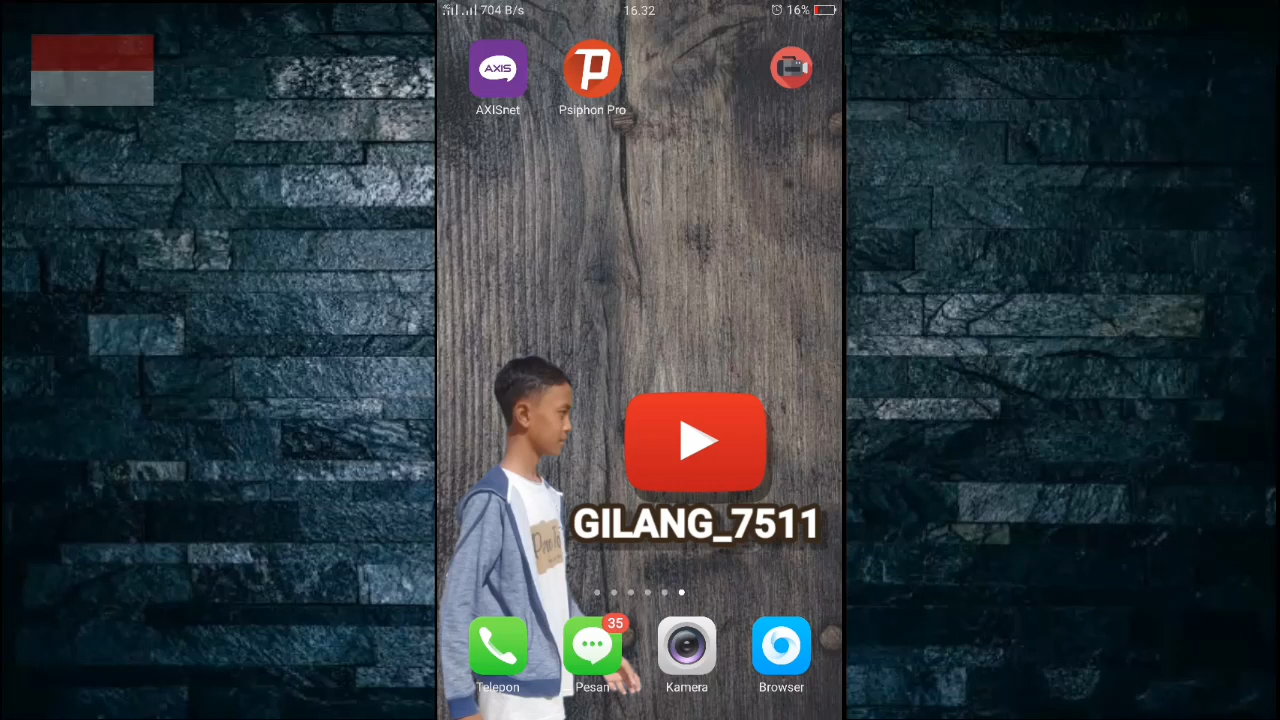 704 B/s 16.32 16%
AXIS
AXISnet Psiphon Pro
GILANG_7511
35
Telepon Pesan Kamera Browser